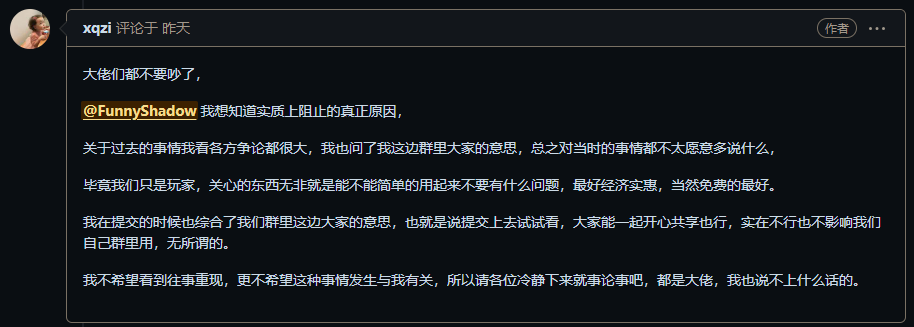 xqzi 评论于 昨天
作者
大佬们都不要吵了，
@FunnyShadow 我想知道实质上阻止的真正原因，
关于过去的事情我看各方争论都很大，我也问了我这边群里大家的意思，总之对当时的事情都不太愿意多说什么，
毕竟我们只是玩家，关心的东西无非就是能不能简单的用起来不要有什么问题，最好经济实惠，当然免费的最好。
我在提交的时候也综合了我们群里这边大家的意思，也就是说提交上去试试看，大家能一起开心共享也行，实在不行也不影响我们
自己群里用，无所谓的。
我不希望看到往事重现，更不希望这种事情发生与我有关，所以请各位冷静下来就事论事吧，都是大佬，我也说不上什么话的。